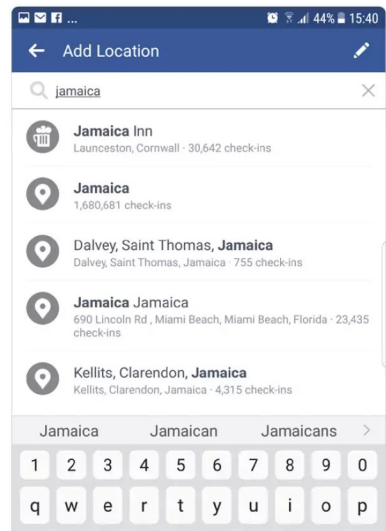 ... 44% 15:40
Add Location
jamaica
Jamaica Inn
Launceston, Cornwall · 30,642 check-ins
Jamaica
1,680,681 check-ins
Dalvey, Saint Thomas, Jamaica
Dalvey, Saint Thomas, Jamaica · 755 check-ins
Jamaica Jamaica
690 Lincoln Rd , Miami Beach, Miami Beach, Florida · 23,435
check-ins
Kellits, Clarendon, Jamaica
Kellits, Clarendon, Jamaica · 4,315 check-ins
Jamaica Jamaican Jamaicans
1 2 3 4 5 6 7 8 9 0
q w e r t y u i o p